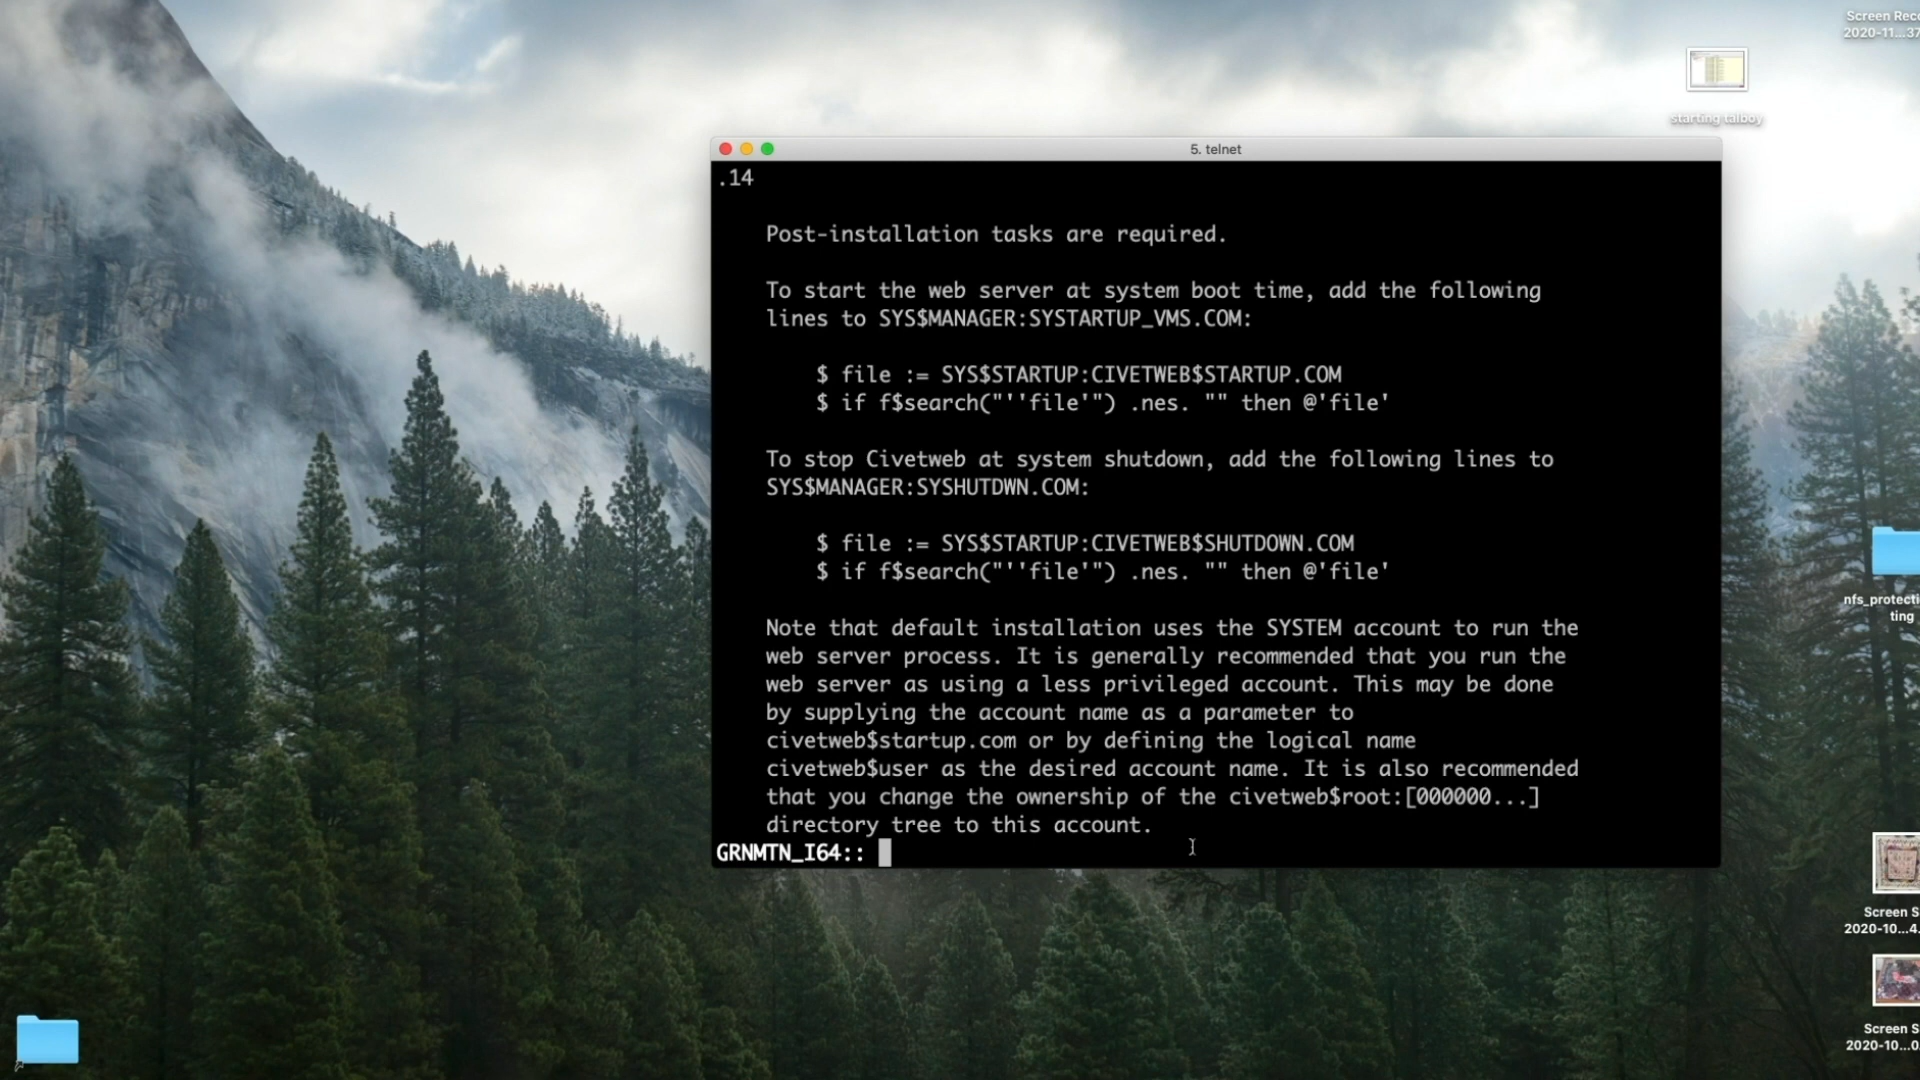 Screen Rec
2020-11...37
starting talboy
5. telnet
.14
Post-installation tasks are required.
To start the web server at system boot time, add the following
lines to SYS$MANAGER:SYSTARTUP_VMS.COM:
$ file := SYS$STARTUP:CIVETWEB$STARTUP.COM
$ if f$search("''file'") .nes. "" then @'file'
To stop Civetweb at system shutdown, add the following lines to
SYS$MANAGER:SYSHUTDWN.COM:
$ file := SYS$STARTUP:CIVETWEB$SHUTDOWN.COM
$ if f$search("''file'") .nes. "" then @'file'
Note that default installation uses the SYSTEM account to run the
web server process. It is generally recommended that you run the
web server as using a less privileged account. This may be done
by supplying the account name as a parameter to
civetweb$startup.com or by defining the logical name
civetweb$user as the desired account name. It is also recommended
that you change the ownership of the civetweb$root:[000000...]
directory tree to this account.
GRNMTN_I64::
nfs_protecti
ting
Screen S
2020-10...4.
Screen S
2020-10...0.